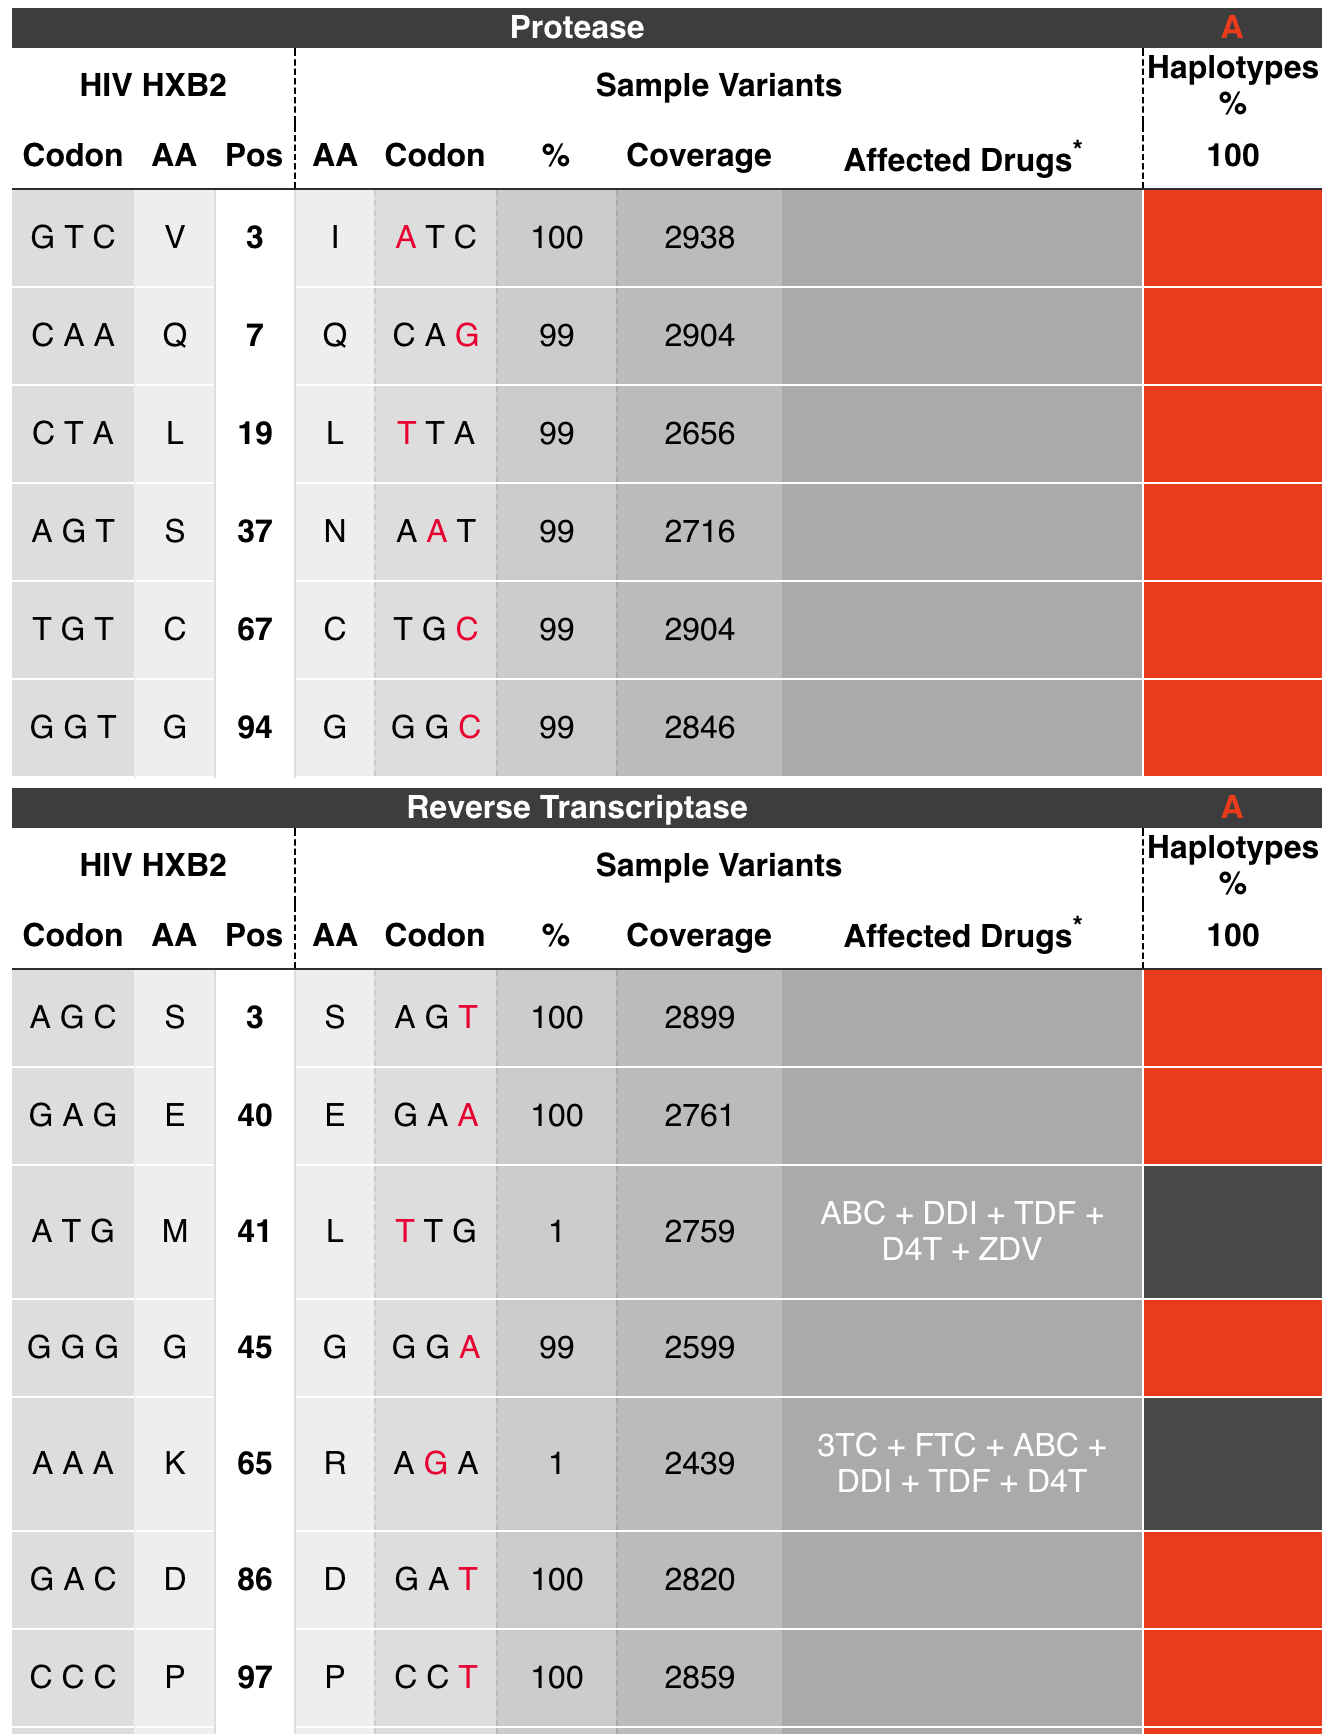 Protease A
HIV HXB2 Sample Variants Haplotypes
%
Codon AA Pos AA Codon % Coverage Affected Drugs* 100
G T C V 3 I A T C 100 2938
C A A Q 7 Q C A G 99 2904
C T A L 19 L T T A 99 2656
A G T S 37 N A A T 99 2716
T G T C 67 C T G C 99 2904
G G T G 94 G G G C 99 2846
Reverse Transcriptase A
HIV HXB2 Sample Variants Haplotypes
%
Codon AA Pos AA Codon % Coverage Affected Drugs* 100
A G C S 3 S A G T 100 2899
G A G E 40 E G A A 100 2761
A T G M 41 L T T G 1 2759 ABC + DDI + TDF +
D4T + ZDV
G G G G 45 G G G A 99 2599
A A A K 65 R A G A 1 2439 3TC + FTC + ABC +
DDI + TDF + D4T
G A C D 86 D G A T 100 2820
C C C P 97 P C C T 100 2859